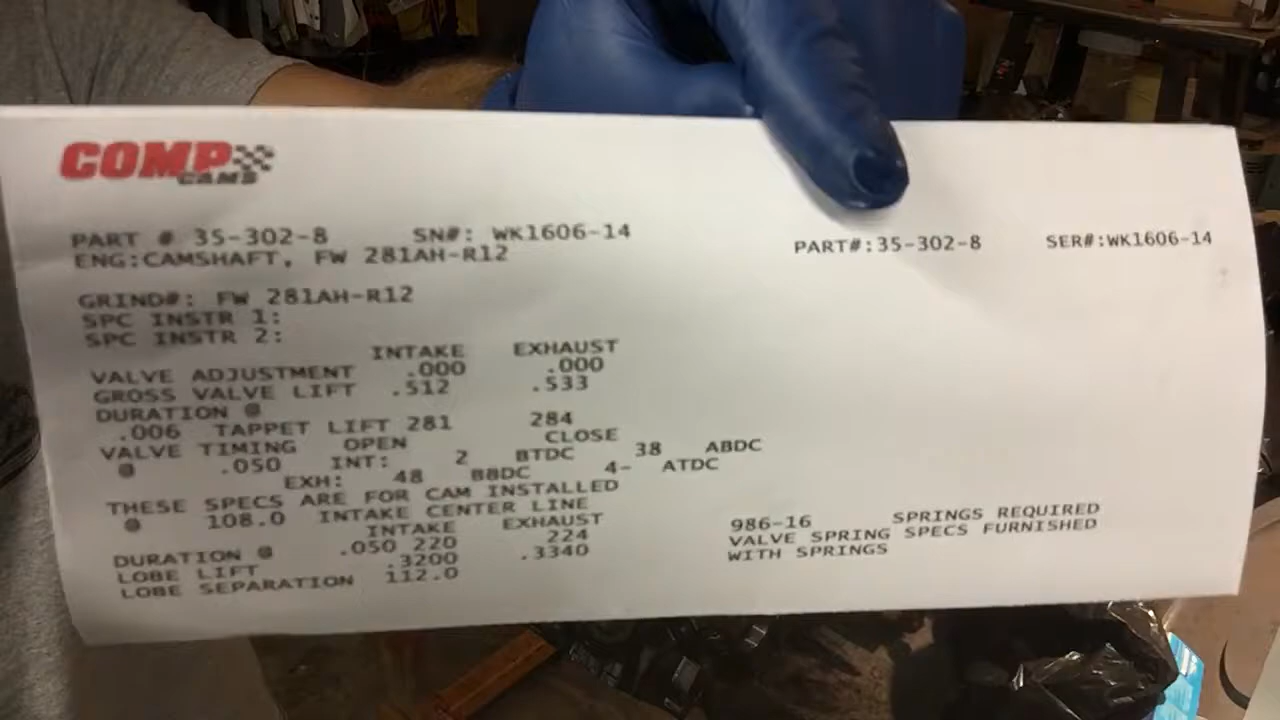 COMP
CAMS
PART # 35-302-8 SN#: WK1606-14 PART#:35-302-8 SER#:WK1606-14
ENG:CAMSHAFT, FW 281AH-R12
GRIND#: FW 281AH-R12
SPC INSTR 1:
SPC INSTR 2:
INTAKE EXHAUST
VALVE ADJUSTMENT .000 .000
GROSS VALVE LIFT .512 .533
DURATION @
.006 TAPPET LIFT 281 284
VALVE TIMING OPEN CLOSE
@ .050 INT: 2 BTDC 38 ABDC
EXH: 48 BBDC 4- ATDC
THESE SPECS ARE FOR CAM INSTALLED
@ 108.0 INTAKE CENTER LINE
INTAKE EXHAUST
DURATION @ .050 220 224
LOBE LIFT .3200 .3340
LOBE SEPARATION 112.0
986-16 SPRINGS REQUIRED
VALVE SPRING SPECS FURNISHED
WITH SPRINGS